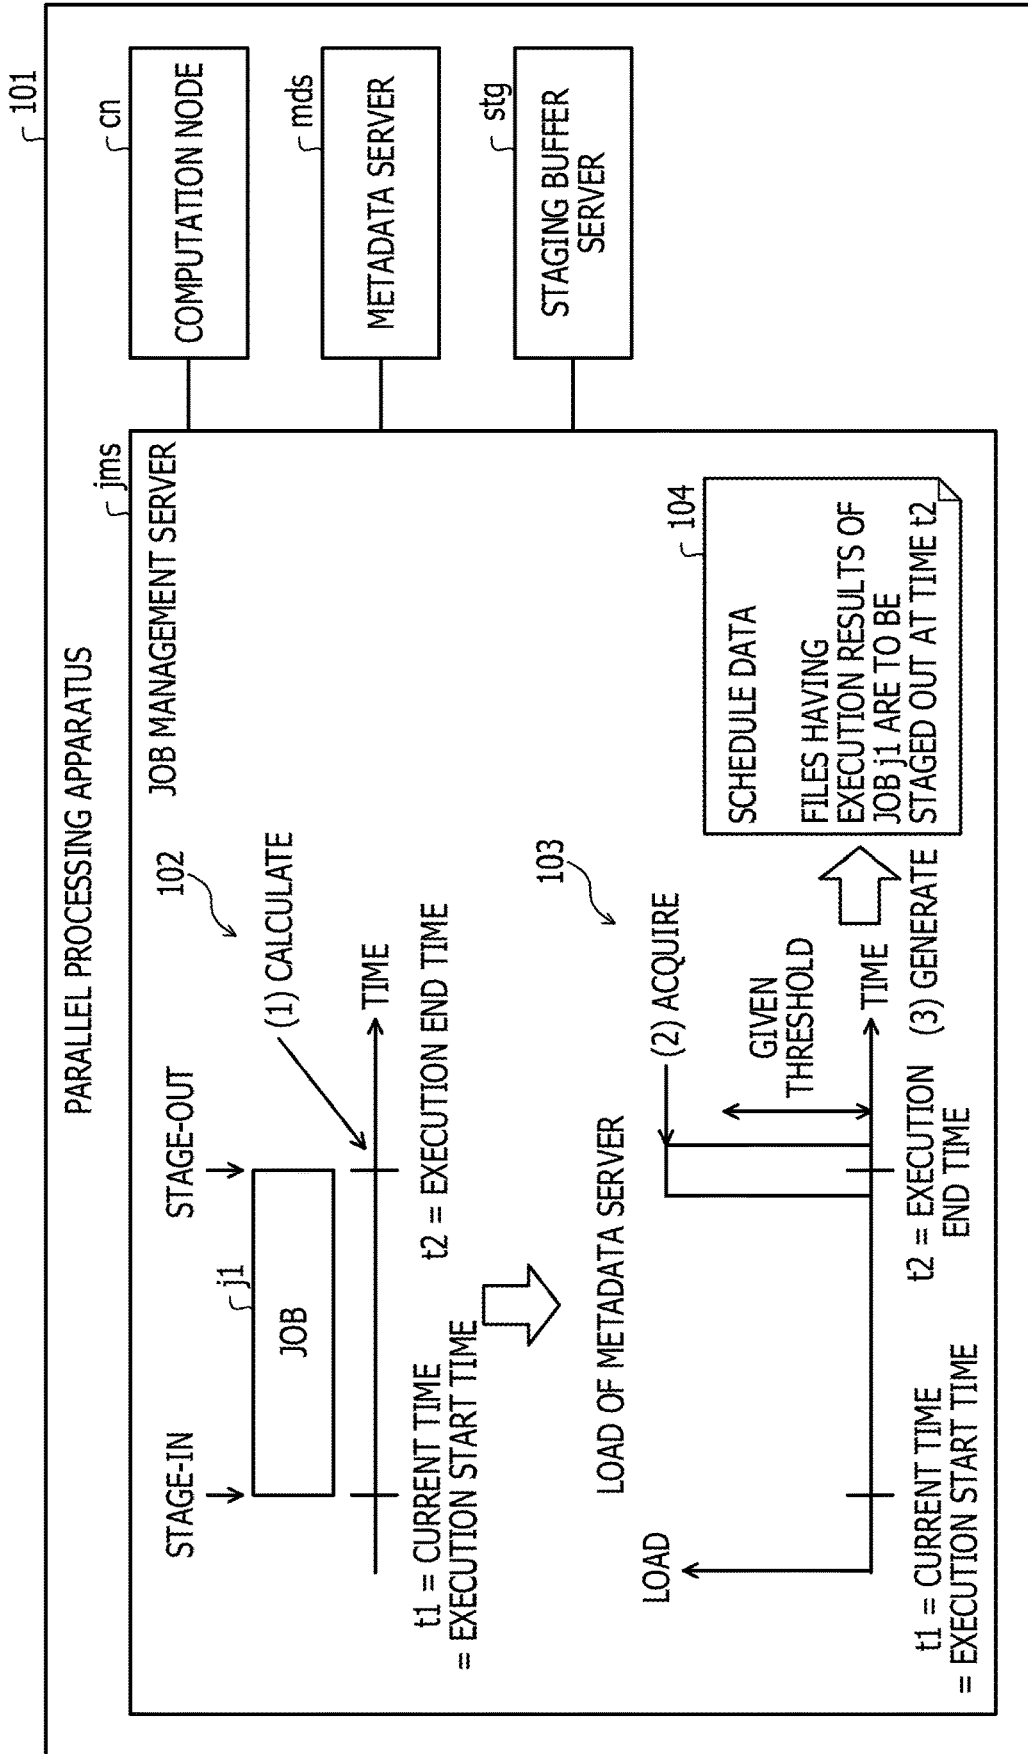 PARALLEL PROCESSING APPARATUS
101
JOB MANAGEMENT SERVER
jms
102
STAGE-IN
STAGE-OUT
(1) CALCULATE
j1
JOB
TIME
t1 = CURRENT TIME
= EXECUTION START TIME
t2 = EXECUTION END TIME
103
LOAD OF METADATA SERVER
(2) ACQUIRE
LOAD
GIVEN
THRESHOLD
TIME
t1 = CURRENT TIME
= EXECUTION START TIME
t2 = EXECUTION
END TIME
(3) GENERATE
104
SCHEDULE DATA
FILES HAVING
EXECUTION RESULTS OF
JOB j1 ARE TO BE
STAGED OUT AT TIME t2
cn
COMPUTATION NODE
mds
METADATA SERVER
stg
STAGING BUFFER
SERVER